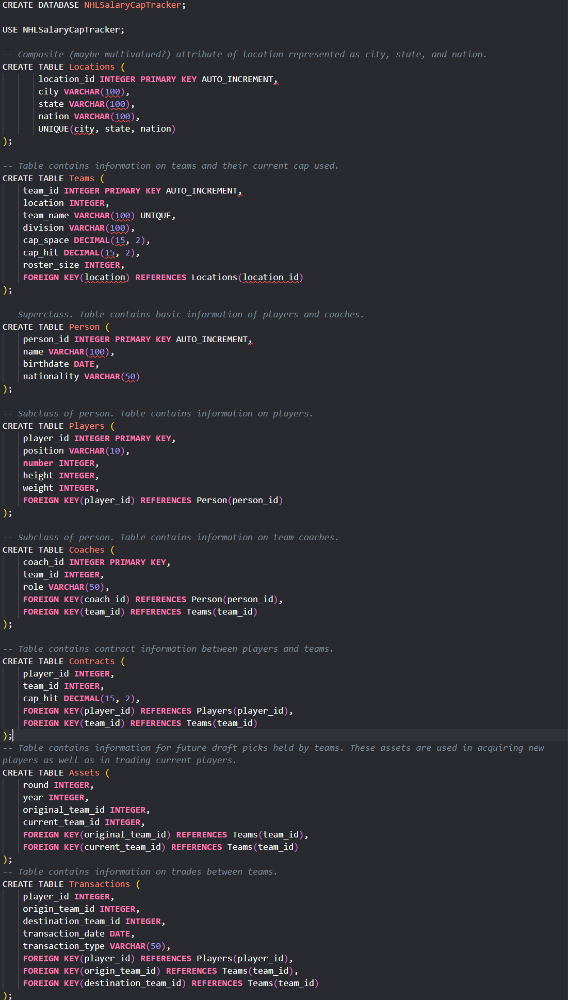 CREATE DATABASE NHLSalaryCapTracker;
USE NHLSalaryCapTracker;
-- Composite (maybe multivalued?) attribute of location represented as city, state, and nation.
CREATE TABLE Locations (
location_id INTEGER PRIMARY KEY AUTO_INCREMENT,
city VARCHAR(100),
state VARCHAR(100),
nation VARCHAR(100),
UNIQUE(city, state, nation)
);
-- Table contains information on teams and their current cap used.
CREATE TABLE Teams (
team_id INTEGER PRIMARY KEY AUTO_INCREMENT,
location INTEGER,
team_name VARCHAR(100) UNIQUE,
division VARCHAR(100),
cap_space DECIMAL(15, 2),
cap_hit DECIMAL(15, 2),
roster_size INTEGER,
FOREIGN KEY(location) REFERENCES Locations(location_id)
);
-- Superclass. Table contains basic information of players and coaches.
CREATE TABLE Person (
person_id INTEGER PRIMARY KEY AUTO_INCREMENT,
name VARCHAR(100),
birthdate DATE,
nationality VARCHAR(50)
);
-- Subclass of person. Table contains information on players.
CREATE TABLE Players (
player_id INTEGER PRIMARY KEY,
position VARCHAR(10),
number INTEGER,
height INTEGER,
weight INTEGER,
FOREIGN KEY(player_id) REFERENCES Person(person_id)
);
-- Subclass of person. Table contains information on team coaches.
CREATE TABLE Coaches (
coach_id INTEGER PRIMARY KEY,
team_id INTEGER,
role VARCHAR(50),
FOREIGN KEY(coach_id) REFERENCES Person(person_id),
FOREIGN KEY(team_id) REFERENCES Teams(team_id)
);
-- Table contains contract information between players and teams.
CREATE TABLE Contracts (
player_id INTEGER,
team_id INTEGER,
cap_hit DECIMAL(15, 2),
FOREIGN KEY(player_id) REFERENCES Players(player_id),
FOREIGN KEY(team_id) REFERENCES Teams(team_id)
);
-- Table contains information for future draft picks held by teams. These assets are used in acquiring new
players as well as in trading current players.
CREATE TABLE Assets (
round INTEGER,
year INTEGER,
original_team_id INTEGER,
current_team_id INTEGER,
FOREIGN KEY(original_team_id) REFERENCES Teams(team_id),
FOREIGN KEY(current_team_id) REFERENCES Teams(team_id)
);
-- Table contains information on trades between teams.
CREATE TABLE Transactions (
player_id INTEGER,
origin_team_id INTEGER,
destination_team_id INTEGER,
transaction_date DATE,
transaction_type VARCHAR(50),
FOREIGN KEY(player_id) REFERENCES Players(player_id),
FOREIGN KEY(origin_team_id) REFERENCES Teams(team_id),
FOREIGN KEY(destination_team_id) REFERENCES Teams(team_id)
);